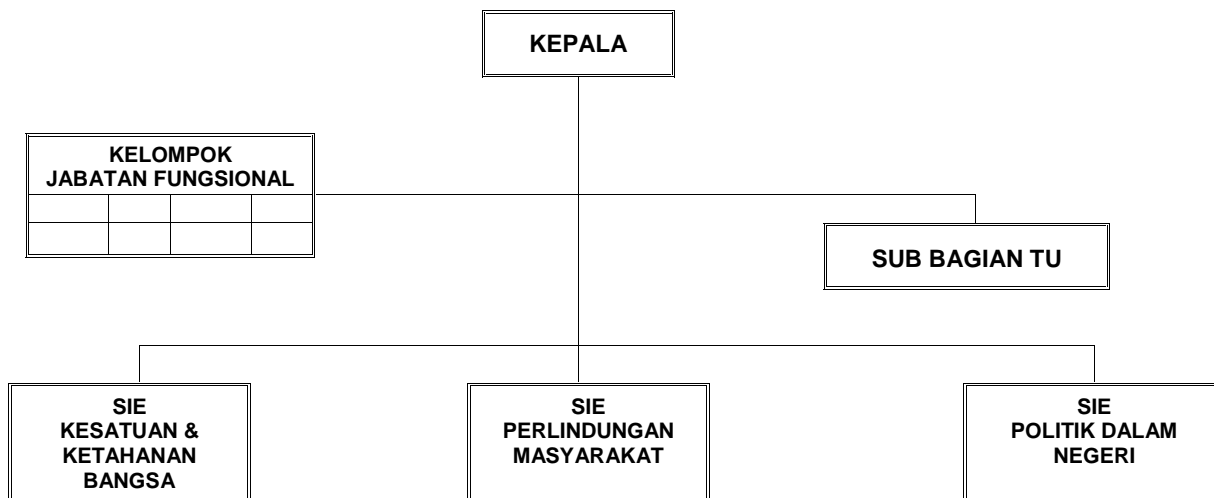 KEPALA
KELOMPOK
JABATAN FUNGSIONAL
SUB BAGIAN TU
SIE
KESATUAN &
KETAHANAN
BANGSA
SIE
PERLINDUNGAN
MASYARAKAT
SIE
POLITIK DALAM
NEGERI